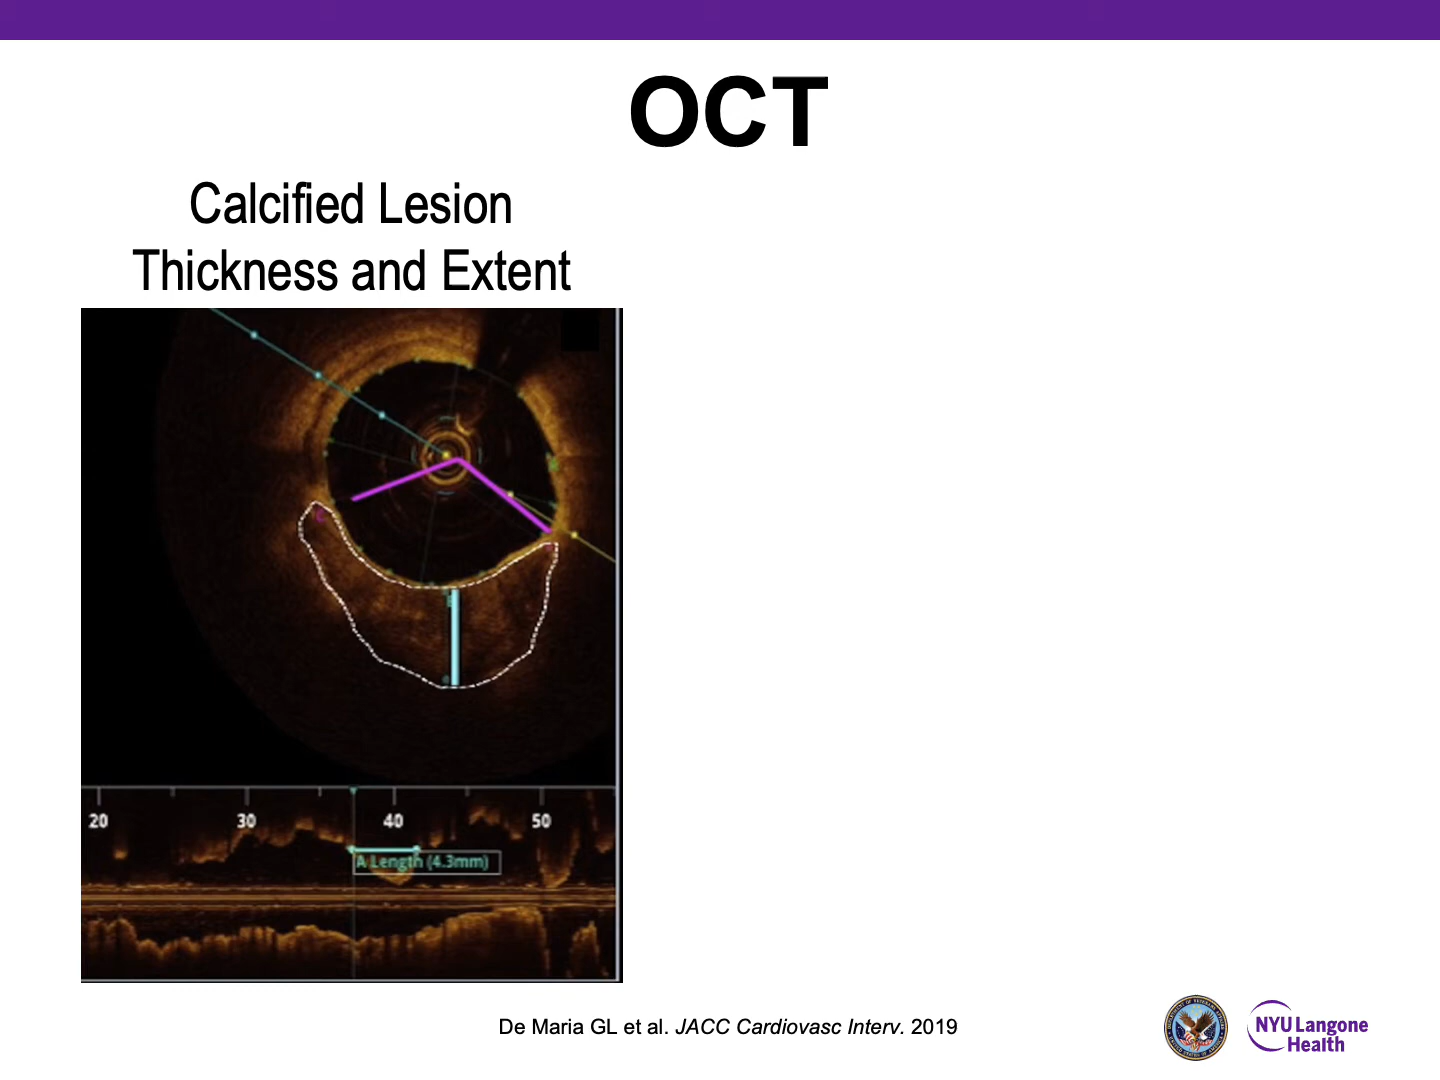 OCT
Calcified Lesion
Thickness and Extent
20 30 40 50
A Length (4.3mm)
De Maria GL et al. JACC Cardiovasc Interv. 2019
NYU Langone
Health